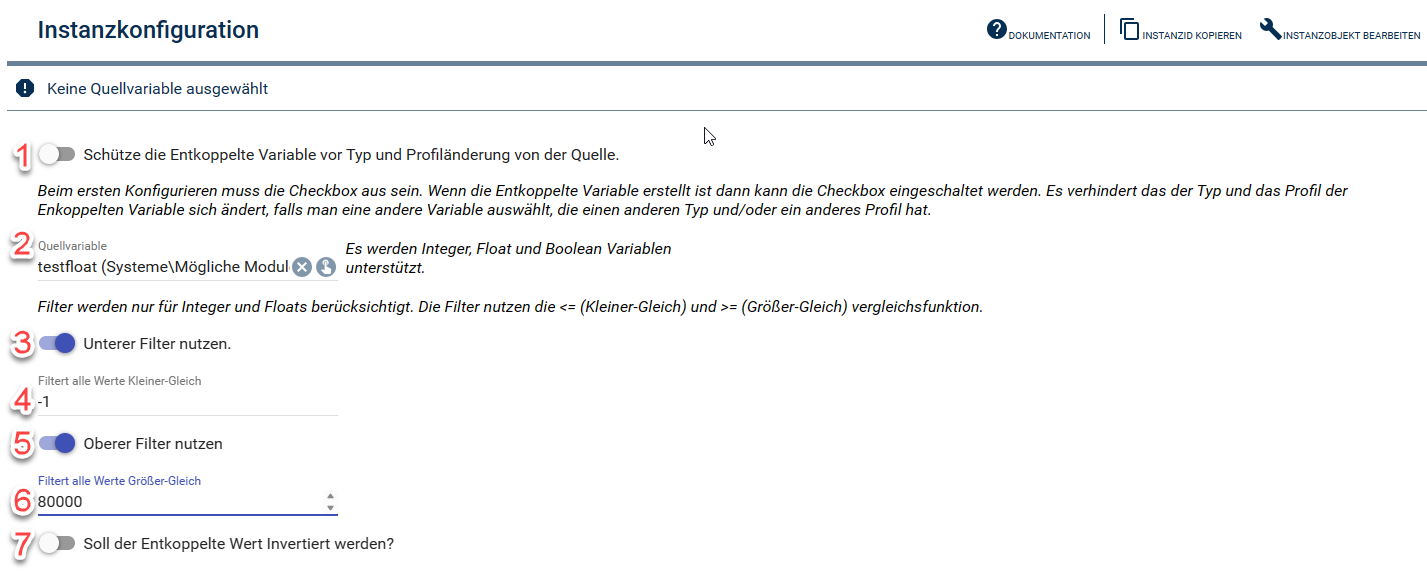 Instanzkonfiguration
DOKUMENTATION
INSTANZID KOPIEREN
INSTANZOBJEKT BEARBEITEN
Keine Quellvariable ausgewählt
1 Schütze die Entkoppelte Variable vor Typ und Profiländerung von der Quelle.
Beim ersten Konfigurieren muss die Checkbox aus sein. Wenn die Entkoppelte Variable erstellt ist dann kann die Checkbox eingeschaltet werden. Es verhindert das der Typ und das Profil der
Enkoppelten Variable sich ändert, falls man eine andere Variable auswählt, die einen anderen Typ und/oder ein anderes Profil hat.
2 Quellvariable
testfloat (Systeme\Mögliche Modul
Es werden Integer, Float und Boolean Variablen
unterstützt.
Filter werden nur für Integer und Floats berücksichtigt. Die Filter nutzen die <= (Kleiner-Gleich) und >= (Größer-Gleich) vergleichsfunktion.
3 Unterer Filter nutzen.
Filtert alle Werte Kleiner-Gleich
4 -1
5 Oberer Filter nutzen
Filtert alle Werte Größer-Gleich
6 80000
7 Soll der Entkoppelte Wert Invertiert werden?